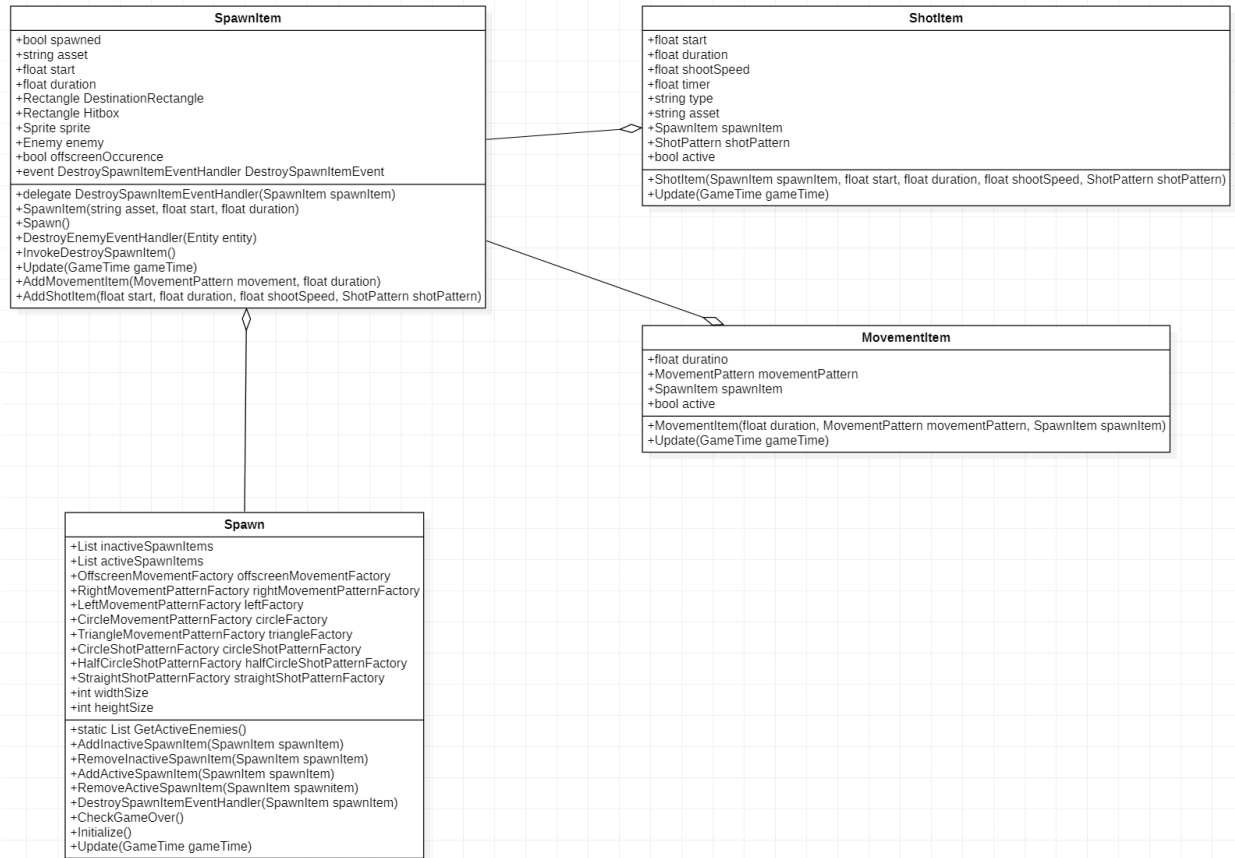 SpawnItem
+bool spawned
+string asset
+float start
+float duration
+Rectangle DestinationRectangle
+Rectangle Hitbox
+Sprite sprite
+Enemy enemy
+bool offscreenOccurence
+event DestroySpawnItemEventHandler DestroySpawnItemEvent
+delegate DestroySpawnItemEventHandler(SpawnItem spawnItem)
+SpawnItem(string asset, float start, float duration)
+Spawn()
+DestroyEnemyEventHandler(Entity entity)
+InvokeDestroySpawnItem()
+Update(GameTime gameTime)
+AddMovementItem(MovementPattern movement, float duration)
+AddShotItem(float start, float duration, float shootSpeed, ShotPattern shotPattern)
ShotItem
+float start
+float duration
+float shootSpeed
+float timer
+string type
+string asset
+SpawnItem spawnItem
+ShotPattern shotPattern
+bool active
+ShotItem(SpawnItem spawnItem, float start, float duration, float shootSpeed, ShotPattern shotPattern)
+Update(GameTime gameTime)
MovementItem
+float duratino
+MovementPattern movementPattern
+SpawnItem spawnItem
+bool active
+MovementItem(float duration, MovementPattern movementPattern, SpawnItem spawnItem)
+Update(GameTime gameTime)
Spawn
+List inactiveSpawnItems
+List activeSpawnItems
+OffscreenMovementFactory offscreenMovementFactory
+RightMovementPatternFactory rightMovementPatternFactory
+LeftMovementPatternFactory leftFactory
+CircleMovementPatternFactory circleFactory
+TriangleMovementPatternFactory triangleFactory
+CircleShotPatternFactory circleShotPatternFactory
+HalfCircleShotPatternFactory halfCircleShotPatternFactory
+StraightShotPatternFactory straightShotPatternFactory
+int widthSize
+int heightSize
+static List GetActiveEnemies()
+AddInactiveSpawnItem(SpawnItem spawnItem)
+RemoveInactiveSpawnItem(SpawnItem spawnItem)
+AddActiveSpawnItem(SpawnItem spawnItem)
+RemoveActiveSpawnItem(SpawnItem spawnitem)
+DestroySpawnItemEventHandler(SpawnItem spawnItem)
+CheckGameOver()
+Initialize()
+Update(GameTime gameTime)